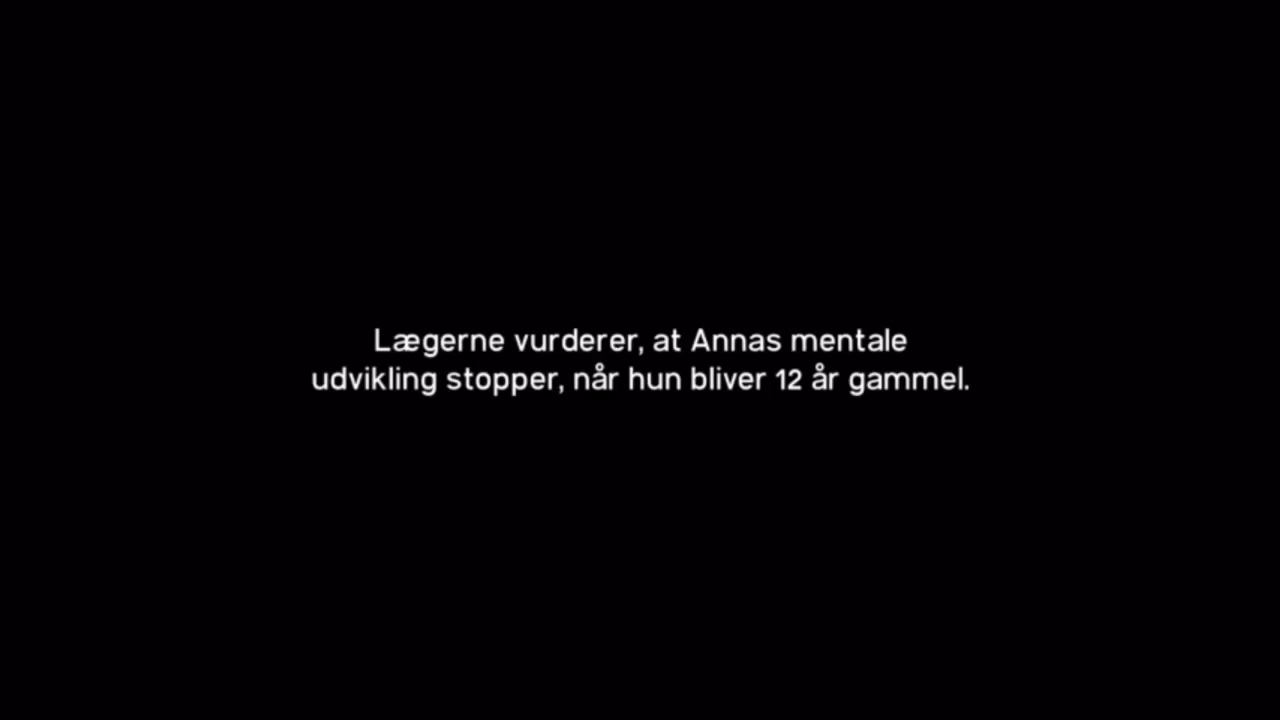 Lægerne vurderer, at Annas mentale
udvikling stopper, når hun bliver 12 år gammel.